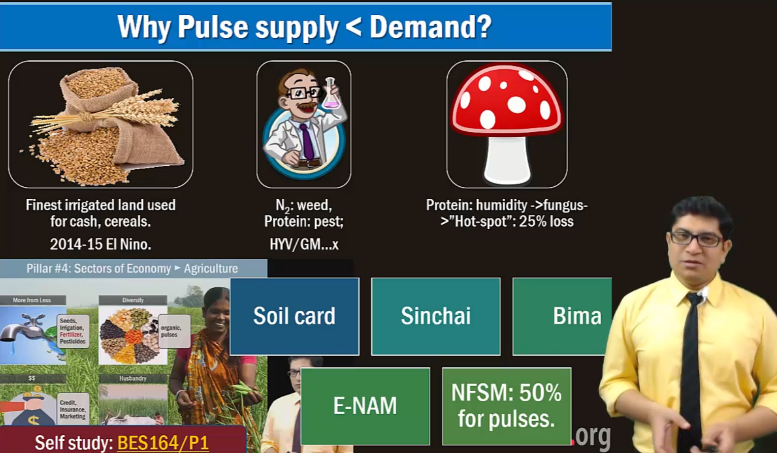 Why Pulse supply < Demand?
Finest irrigated land used
for cash, cereals.
2014-15 El Nino.
N₂: weed,
Protein: pest;
HYV/GM...x
Protein: humidity ->fungus-
>"Hot-spot": 25% loss
Pillar #4: Sectors of Economy ► Agriculture
More from Less
Seeds,
Irrigation,
Fertilizer,
Pesticides
Diversify
organic,
pulses
$$
Credit,
Insurance,
Marketing
Husbandry
Soil card
Sinchai
Bima
E-NAM
NFSM: 50%
for pulses.
Self study: BES164/P1
.org